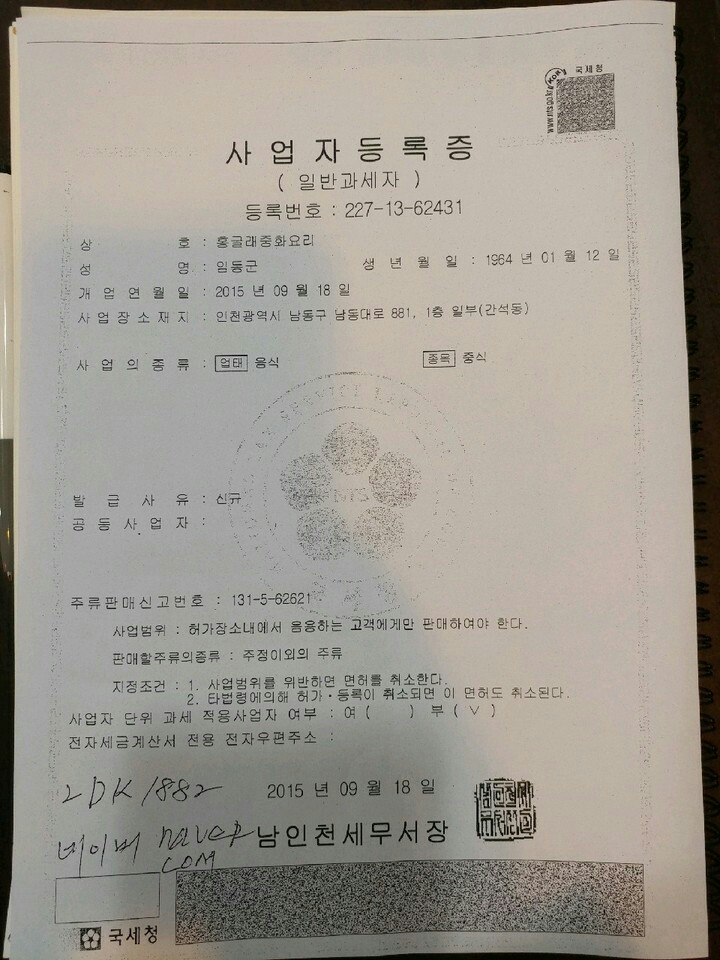 국세청
www.nts.go.kr
사업자등록증
( 일반과세자 )
등록번호 : 227-13-62431
상 호 : 홍글래중화요리
성 명 : 임동군 생 년 월 일 : 1964 년 01 월 12 일
개 업 연 월 일 : 2015 년 09 월 18 일
사 업 장 소 재 지 : 인천광역시 남동구 남동대로 881, 1층 일부(간석동)
사 업 의 종 류 : 업태 음식 종목 중식
발 급 사 유 : 신규
공 동 사 업 자 :
주류판매신고번호 : 131-5-62621
사업범위 : 허가장소내에서 음용하는 고객에게만 판매하여야 한다.
판매할주류의종류 : 주정이외의 주류
지정조건 : 1. 사업범위를 위반하면 면허를 취소한다.
2. 타법령에의해 허가·등록이 취소되면 이 면허도 취소된다.
사업자 단위 과세 적용사업자 여부 : 여 ( ) 부 ( ∨ )
전자세금계산서 전용 전자우편주소 :
2DK1882 2015 년 09 월 18 일
네이버 naver 남인천세무서장
com
국세청